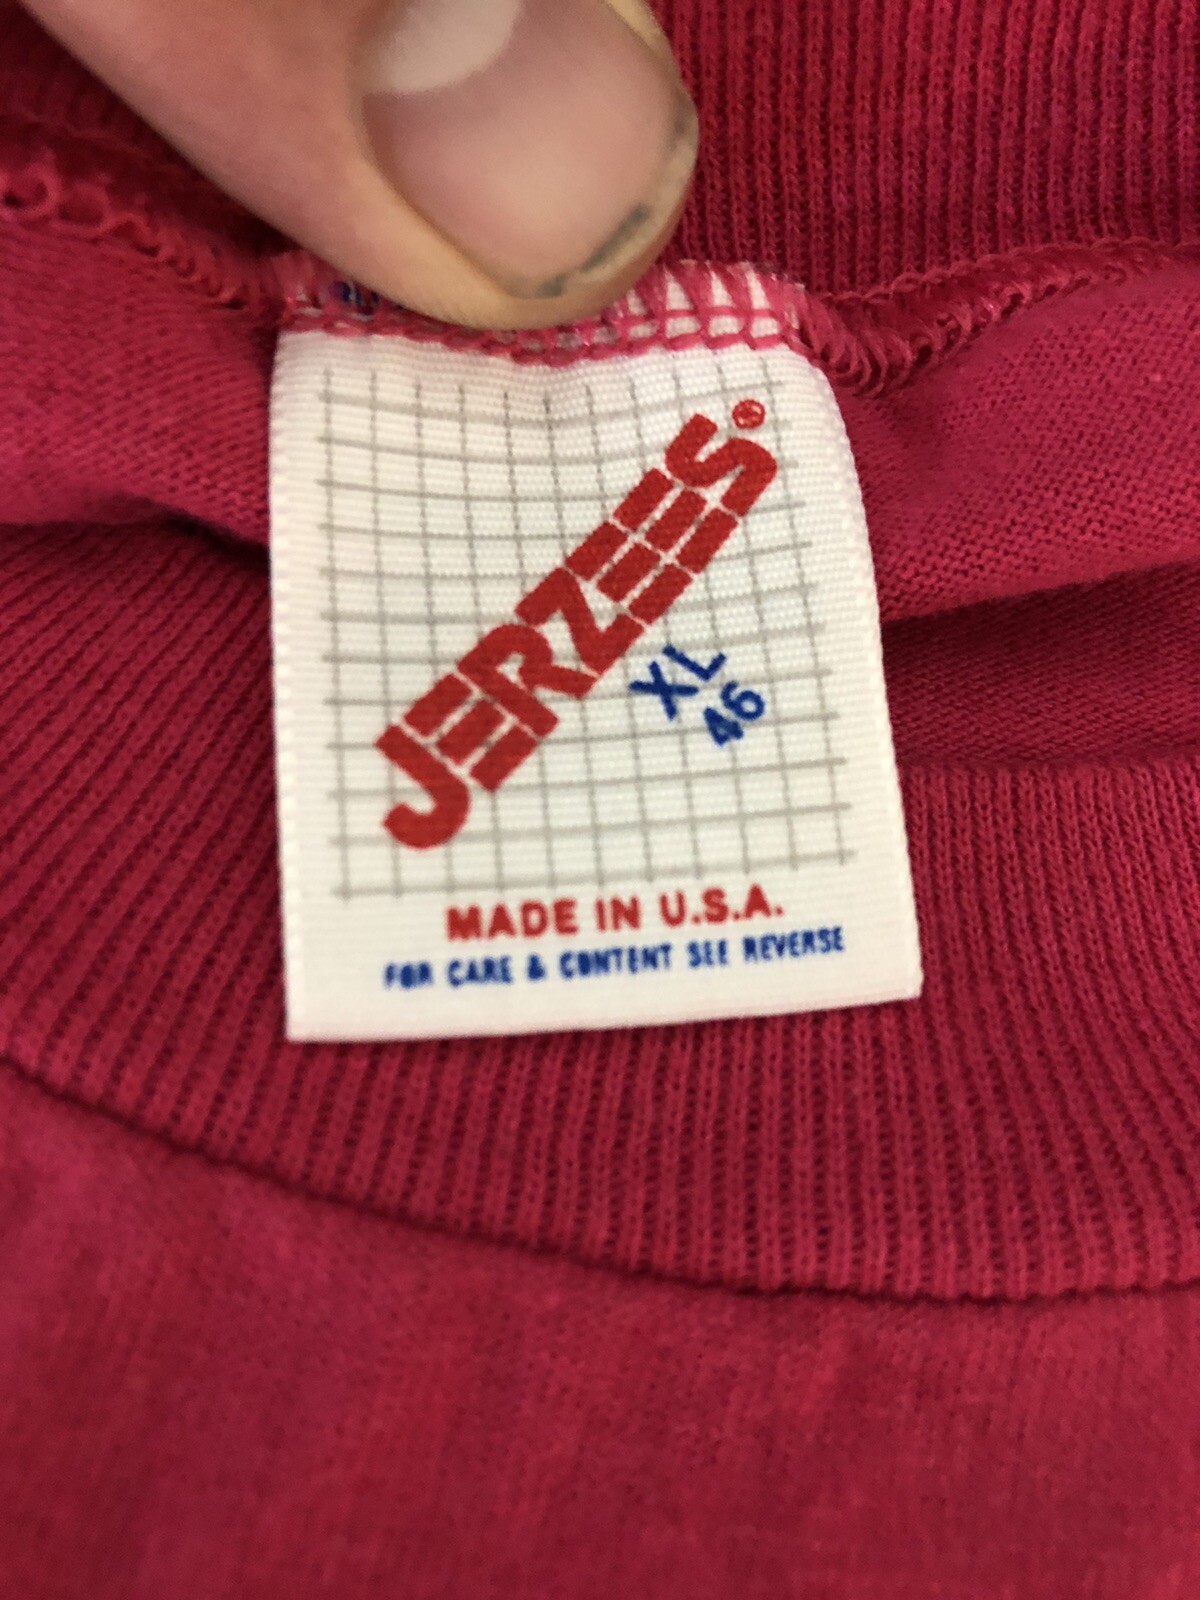 JERZEES®
XL
46
MADE IN U.S.A.
FOR CARE & CONTENT SEE REVERSE